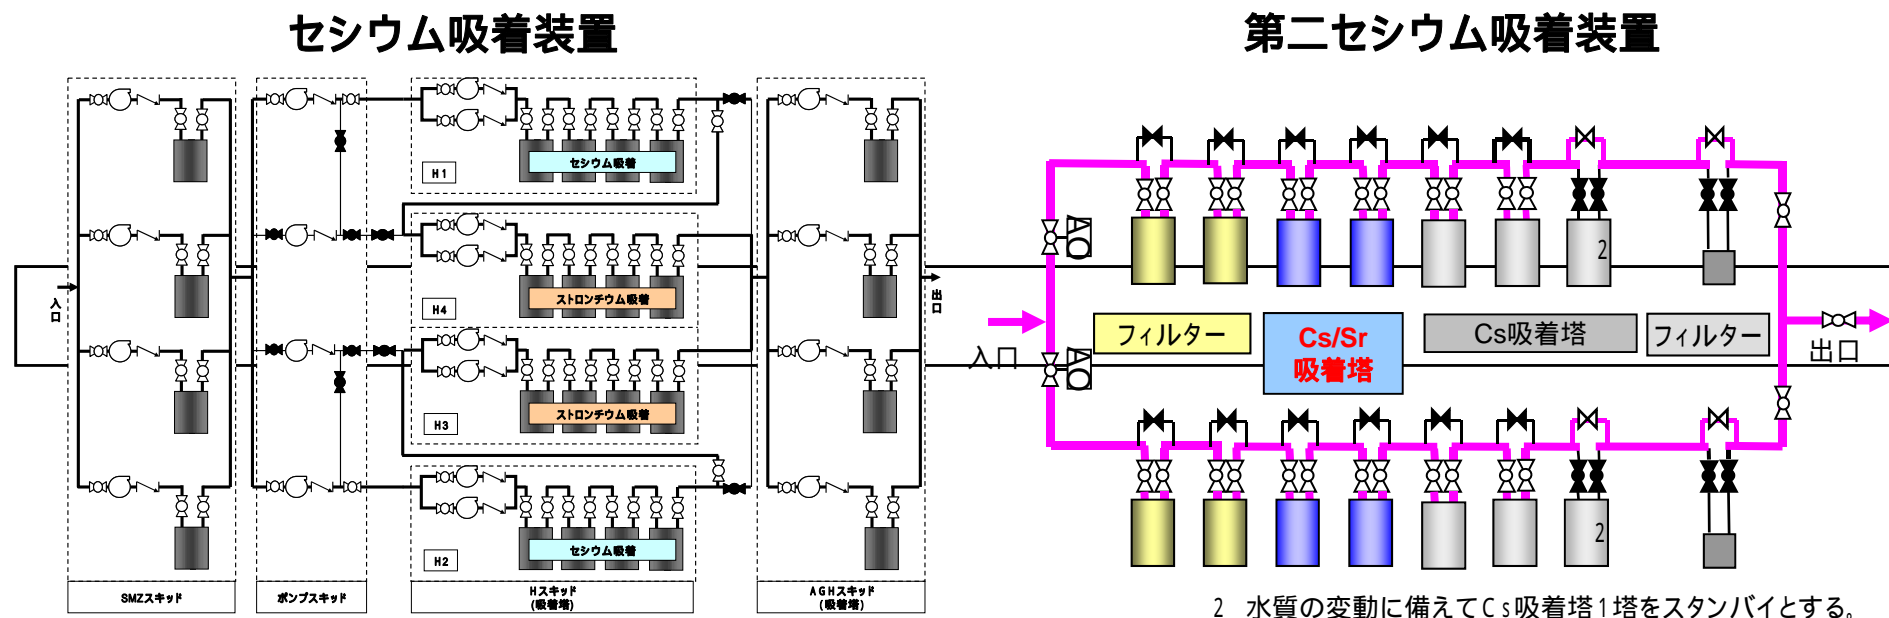 セシウム吸着装置
第二セシウム吸着装置
セシウム吸着
H1
ストロンチウム吸着
H4
ストロンチウム吸着
H3
セシウム吸着
H2
入口
出口
SMZスキッド
ポンプスキッド
Hスキッド
(吸着塔)
AGHスキッド
(吸着塔)
AO
2
フィルター
Cs/Sr
吸着塔
Cs吸着塔
フィルター
入口
AO
出口
2
2 水質の変動に備えてCs吸着塔1塔をスタンバイとする。